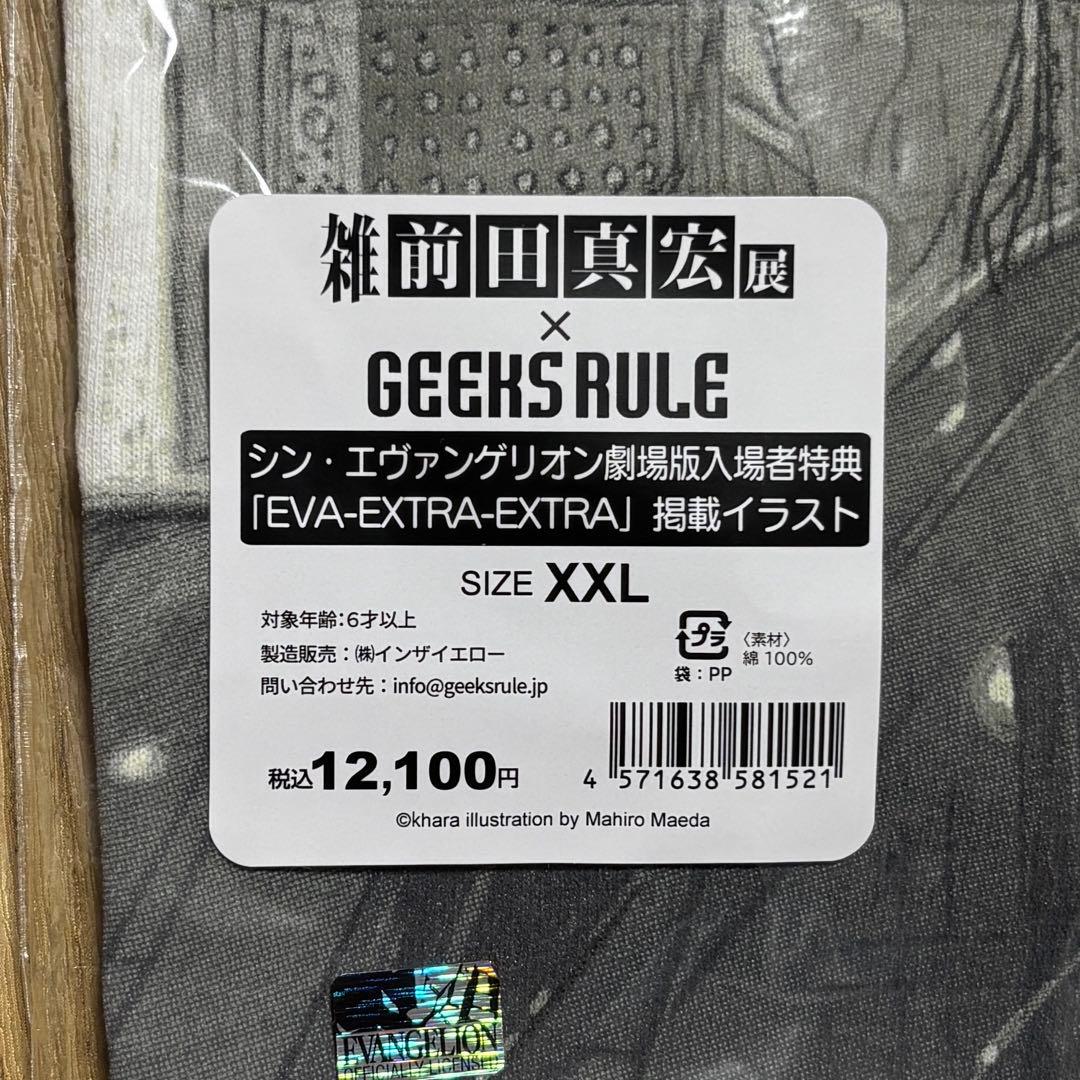 雑前田真宏展
×
GEEKS RULE
シン・エヴァンゲリオン劇場版入場者特典
「EVA-EXTRA-EXTRA」掲載イラスト
SIZE XXL
対象年齢:6才以上
製造販売：㈱インザイエロー
問い合わせ先：info@geeksrule.jp
プラ
袋：PP
〈素材〉
綿 100%
税込12,100円
4 571638 581521
©khara illustration by Mahiro Maeda
EVANGELION
OFFICIALLY LICENSED